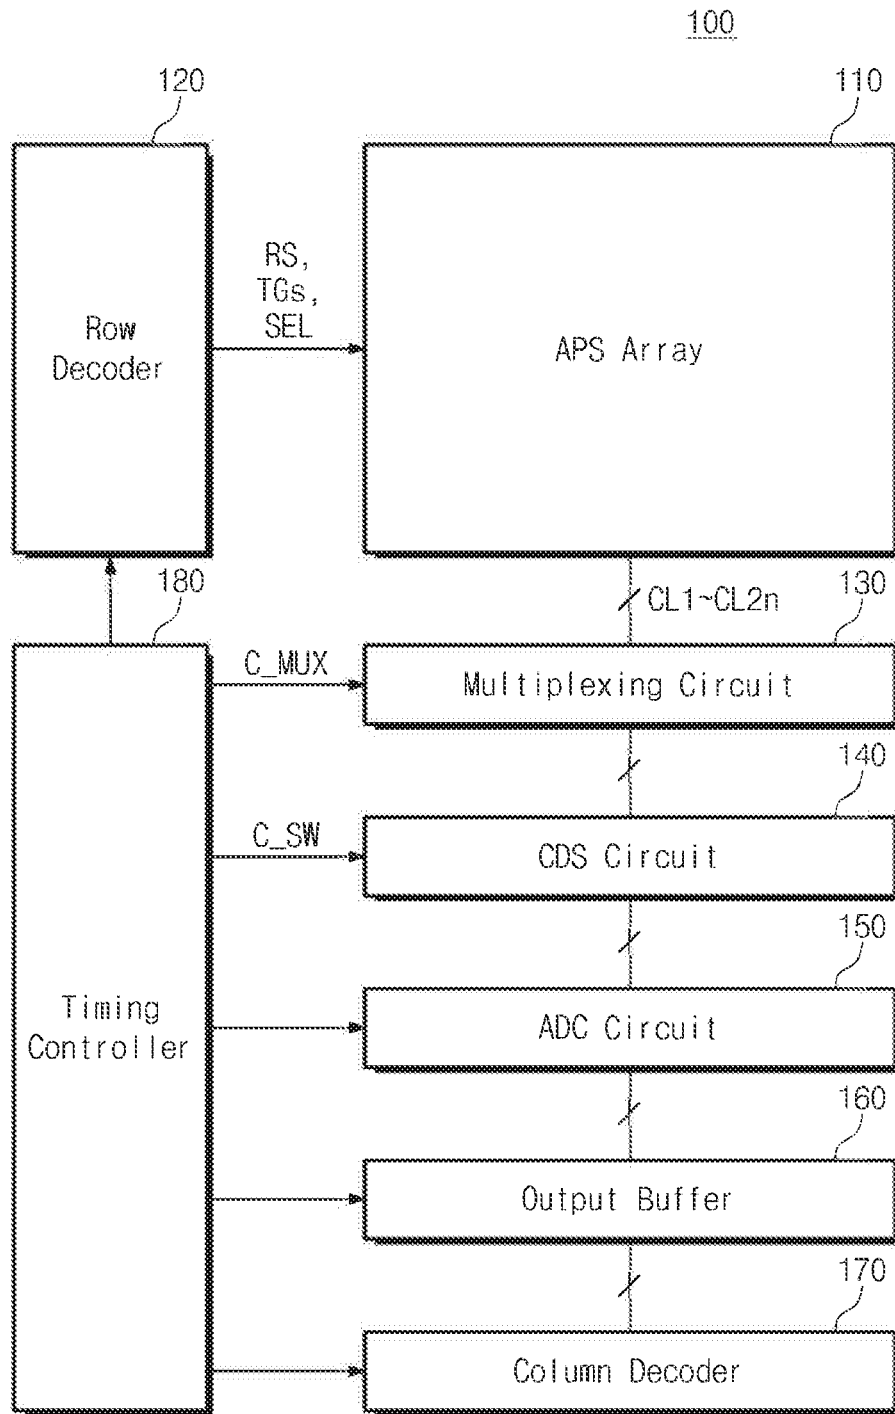 100
120
110
RS,
TGs,
SEL
Row
Decoder
APS Array
180
CL1~CL2n
130
C_MUX
Multiplexing Circuit
140
C_SW
CDS Circuit
150
Timing
Controller
ADC Circuit
160
Output Buffer
170
Column Decoder